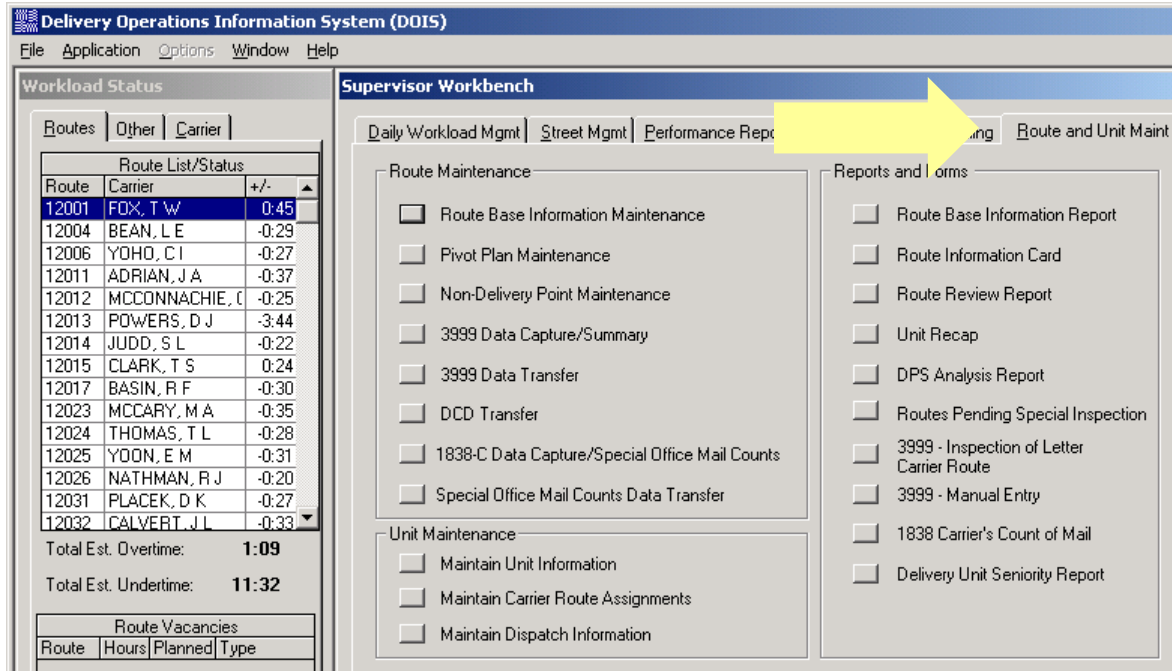 Delivery Operations Information System (DOIS)
File Application Options Window Help
Workload Status
Routes Other Carrier
Route List/Status
Route Carrier +/-
12001 FOX, T W 0:45
12004 BEAN, L E -0:29
12006 YOHO, C I -0:27
12011 ADRIAN, J A -0:37
12012 MCCONNACHIE, ( -0:25
12013 POWERS, D J -3:44
12014 JUDD, S L -0:22
12015 CLARK, T S 0:24
12017 BASIN, R F -0:30
12023 MCCARY, M A -0:35
12024 THOMAS, T L -0:28
12025 YOON, E M -0:31
12026 NATHMAN, R J -0:20
12031 PLACEK, D K -0:27
12032 CALVERT, J L -0:33
Total Est. Overtime: 1:09
Total Est. Undertime: 11:32
Route Vacancies
Route Hours Planned Type
Supervisor Workbench
Daily Workload Mgmt Street Mgmt Performance Repo ing Route and Unit Maint
Route Maintenance
Route Base Information Maintenance
Pivot Plan Maintenance
Non-Delivery Point Maintenance
3999 Data Capture/Summary
3999 Data Transfer
DCD Transfer
1838-C Data Capture/Special Office Mail Counts
Special Office Mail Counts Data Transfer
Unit Maintenance
Maintain Unit Information
Maintain Carrier Route Assignments
Maintain Dispatch Information
Reports and Forms
Route Base Information Report
Route Information Card
Route Review Report
Unit Recap
DPS Analysis Report
Routes Pending Special Inspection
3999 - Inspection of Letter
Carrier Route
3999 - Manual Entry
1838 Carrier's Count of Mail
Delivery Unit Seniority Report